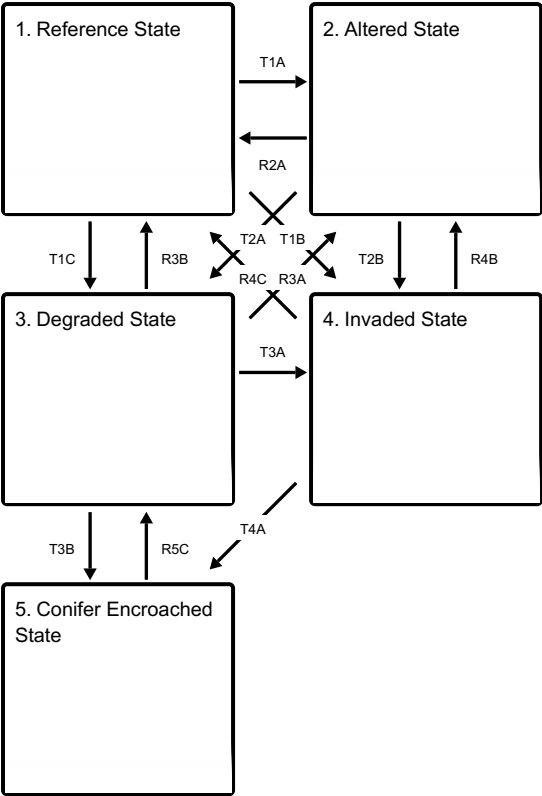 1. Reference State
2. Altered State
T1A
R2A
T2A
T1B
T1C
R3B
T2B
R4B
R4C
R3A
3. Degraded State
4. Invaded State
T3A
T4A
T3B
R5C
5. Conifer Encroached
State